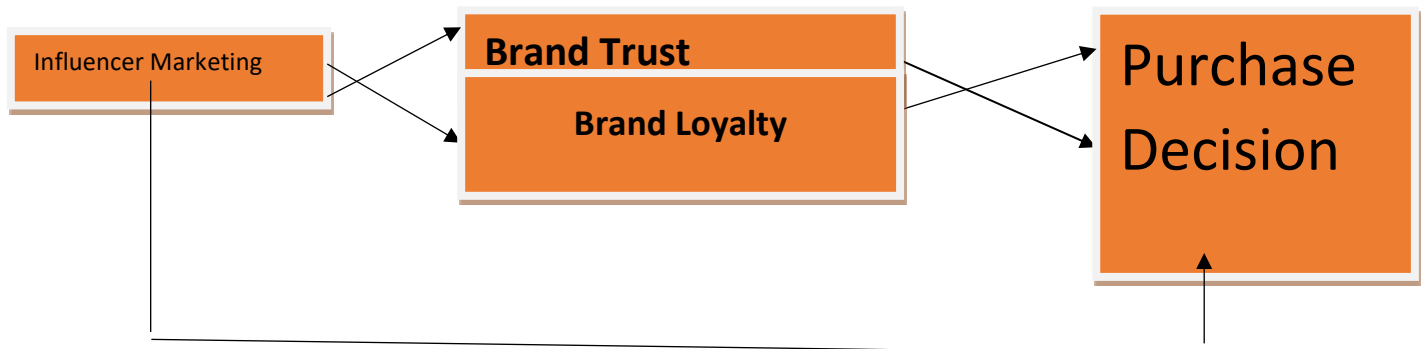 Influencer Marketing
Brand Trust
Brand Loyalty
Purchase
Decision